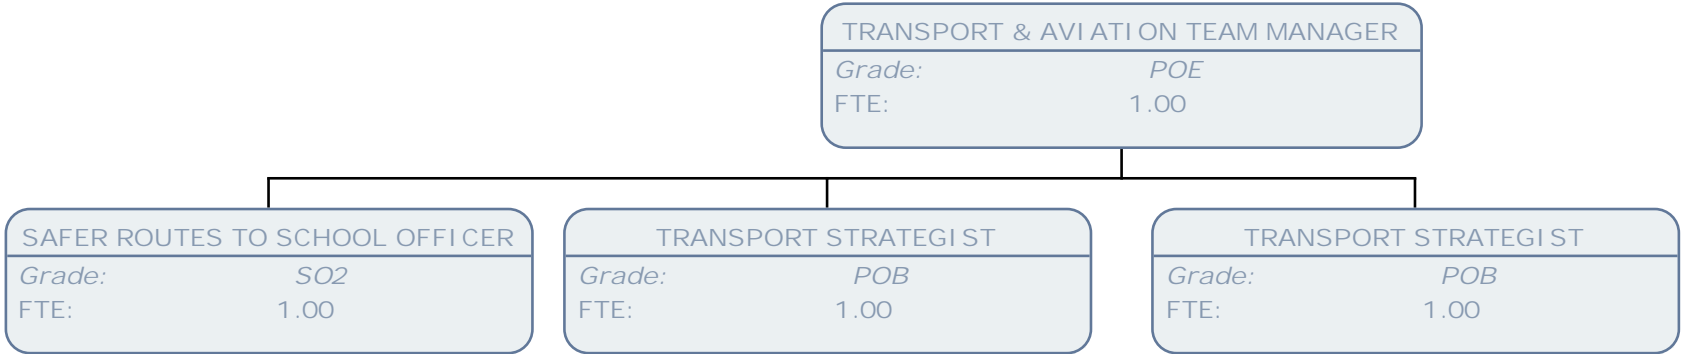 TRANSPORT & AVIATION TEAM MANAGER
Grade: POE
FTE: 1.00
SAFER ROUTES TO SCHOOL OFFICER
Grade: SO2
FTE: 1.00
TRANSPORT STRATEGIST
Grade: POB
FTE: 1.00
TRANSPORT STRATEGIST
Grade: POB
FTE: 1.00